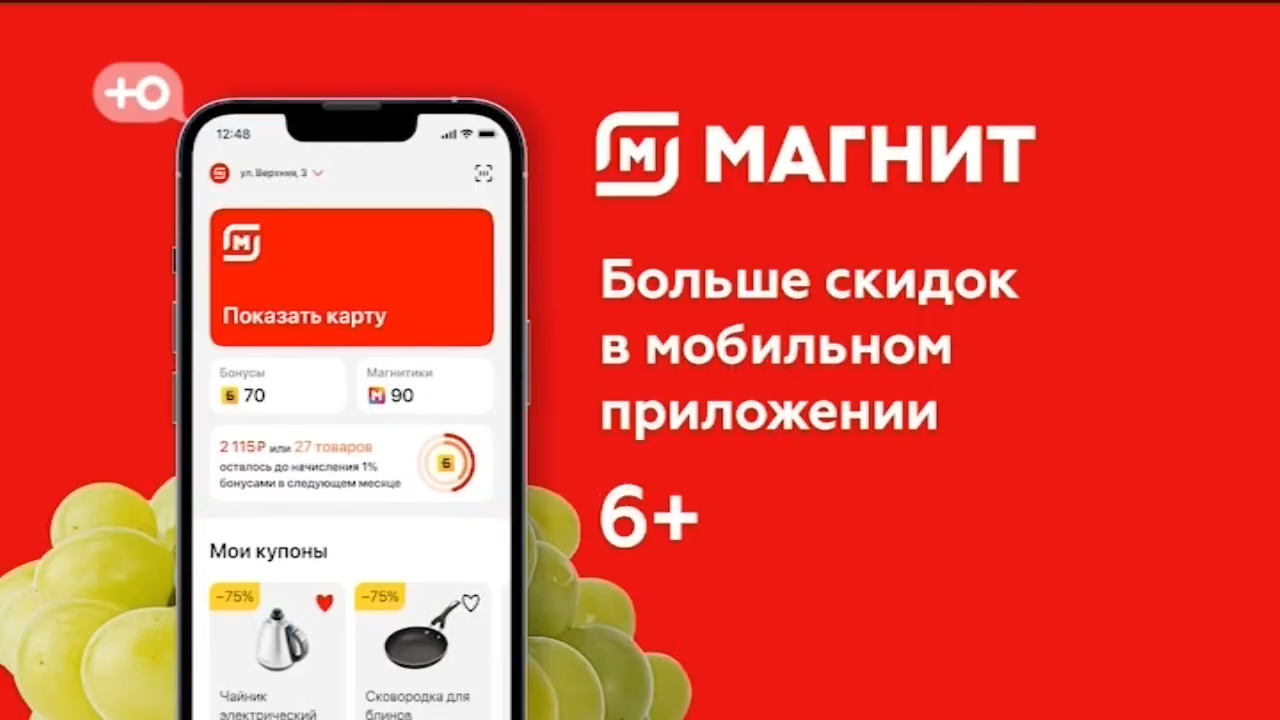 Ю
12:48
ул. Верхняя, 3
М
Показать карту
Бонусы
Б 70
Магнитики
М 90
2 115₽ или 27 товаров
осталось до начисления 1%
бонусами в следующем месяце
Б
Мои купоны
–75%
Чайник
электрический
–75%
Сковородка для
блинов
М МАГНИТ
Больше скидок
в мобильном
приложении
6+